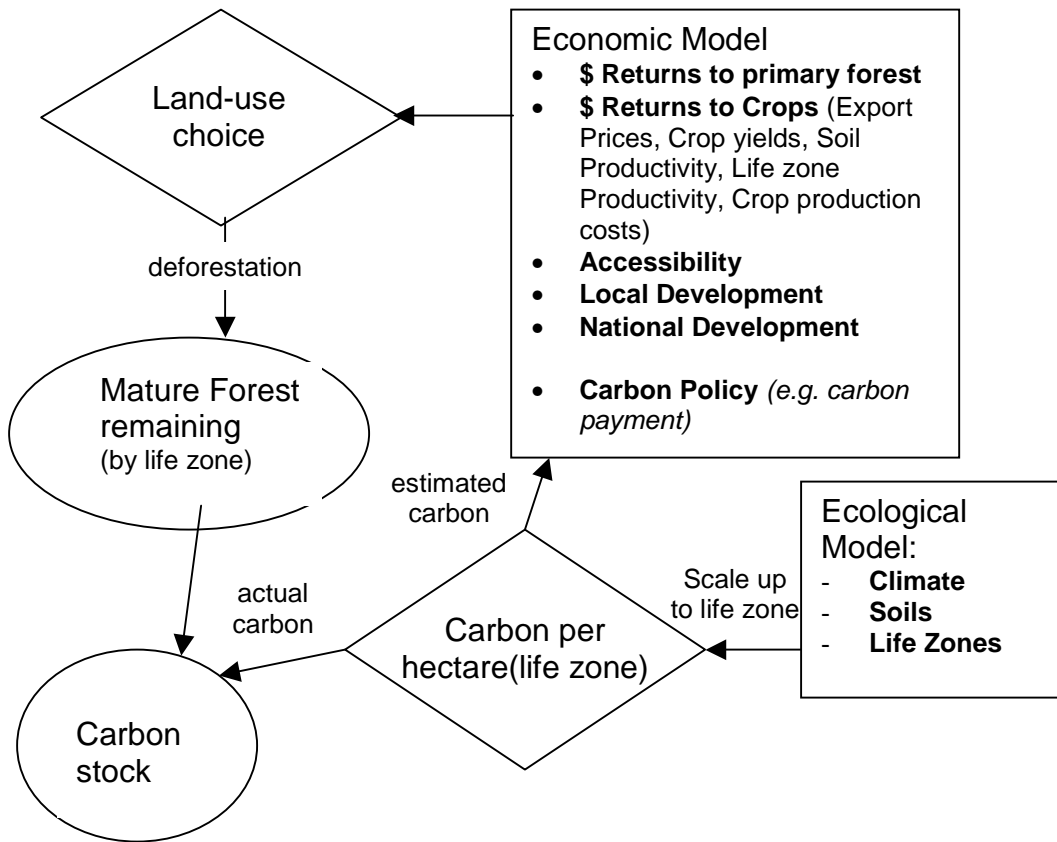 Land-use
choice
deforestation
Mature Forest
remaining
(by life zone)
Economic Model
• $ Returns to primary forest
• $ Returns to Crops (Export
Prices, Crop yields, Soil
Productivity, Life zone
Productivity, Crop production
costs)
• Accessibility
• Local Development
• National Development
• Carbon Policy (e.g. carbon
payment)
estimated
carbon
actual
carbon
Carbon per
hectare(life zone)
Scale up
to life zone
Ecological
Model:
- Climate
- Soils
- Life Zones
Carbon
stock